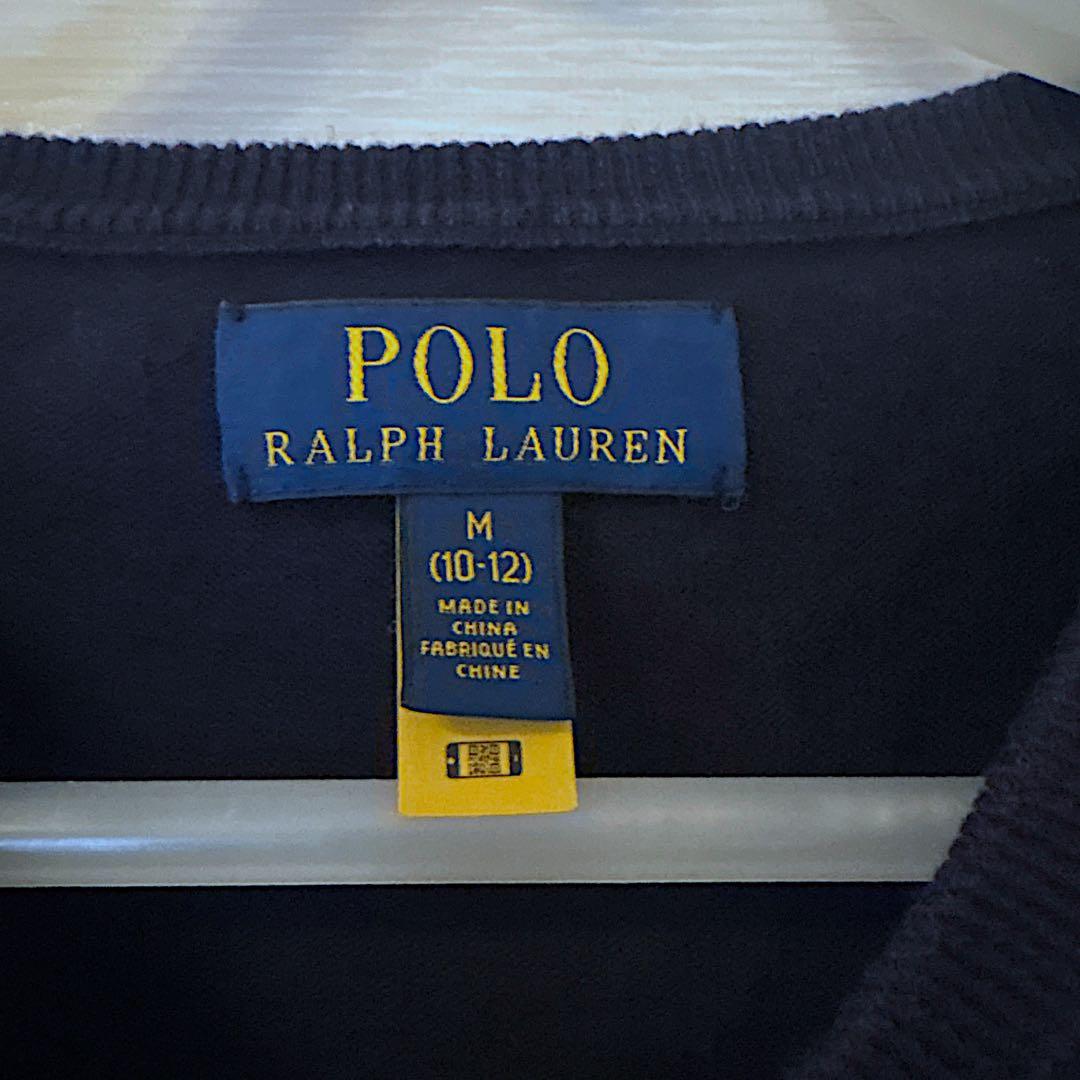 POLO
RALPH LAUREN
M
(10-12)
MADE IN
CHINA
FABRIQUÉ EN
CHINE